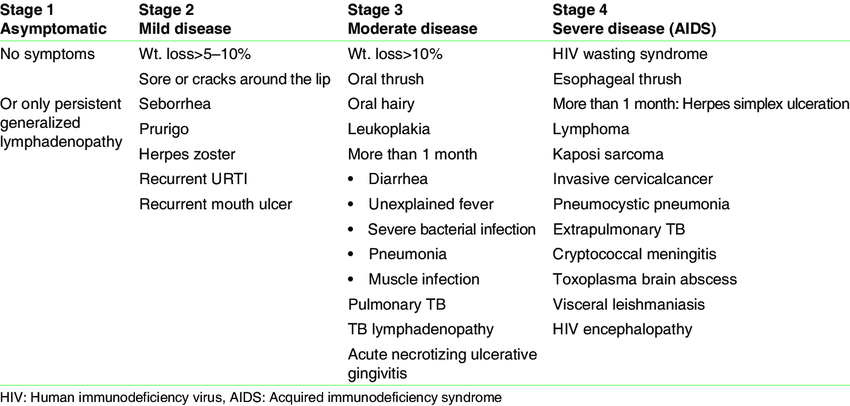 Stage 1 Stage 2 Stage 3 Stage 4
Asymptomatic Mild disease Moderate disease Severe disease (AIDS)
No symptoms Wt. loss>5–10% Wt. loss>10% HIV wasting syndrome
Sore or cracks around the lip Oral thrush Esophageal thrush
Or only persistent Seborrhea Oral hairy More than 1 month: Herpes simplex ulceration
generalized
lymphadenopathy Prurigo Leukoplakia Lymphoma
Herpes zoster More than 1 month Kaposi sarcoma
Recurrent URTI • Diarrhea Invasive cervicalcancer
Recurrent mouth ulcer • Unexplained fever Pneumocystic pneumonia
• Severe bacterial infection Extrapulmonary TB
• Pneumonia Cryptococcal meningitis
• Muscle infection Toxoplasma brain abscess
Pulmonary TB Visceral leishmaniasis
TB lymphadenopathy HIV encephalopathy
Acute necrotizing ulcerative
gingivitis
HIV: Human immunodeficiency virus, AIDS: Acquired immunodeficiency syndrome